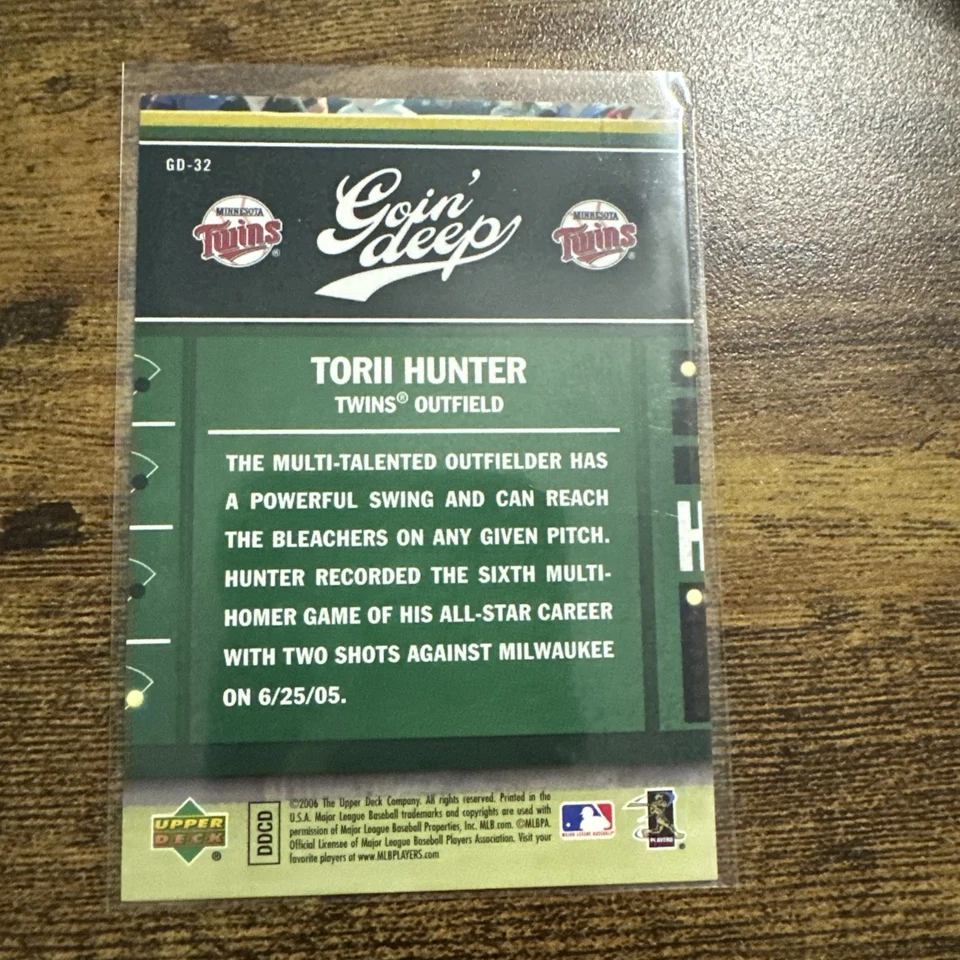 GD-32
MINNESOTA
Twins®
Goin'
deep
MINNESOTA
Twins®
TORII HUNTER
TWINS® OUTFIELD
THE MULTI-TALENTED OUTFIELDER HAS
A POWERFUL SWING AND CAN REACH
THE BLEACHERS ON ANY GIVEN PITCH.
HUNTER RECORDED THE SIXTH MULTI-
HOMER GAME OF HIS ALL-STAR CAREER
WITH TWO SHOTS AGAINST MILWAUKEE
ON 6/25/05.
H
UPPER
DECK®
DDCD
©2006 The Upper Deck Company. All rights reserved. Printed in the
U.S.A. Major League Baseball trademarks and copyrights are used with
permission of Major League Baseball Properties, Inc. MLB.com. ©MLBPA.
Official Licensee of Major League Baseball Players Association. Visit your
favorite players at www.MLBPLAYERS.com
MAJOR LEAGUE BASEBALL
PLAYERS